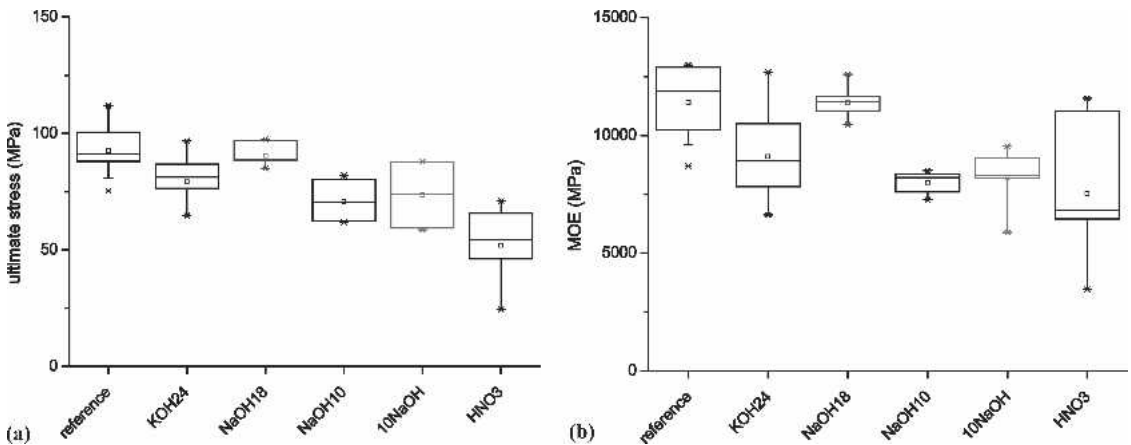 150
100
50
0
ultimate stress (MPa)
reference
KOH24
NaOH18
NaOH10
10NaOH
HNO3
(a)
15000
10000
5000
0
MOE (MPa)
reference
KOH24
NaOH18
NaOH10
10NaOH
HNO3
(b)